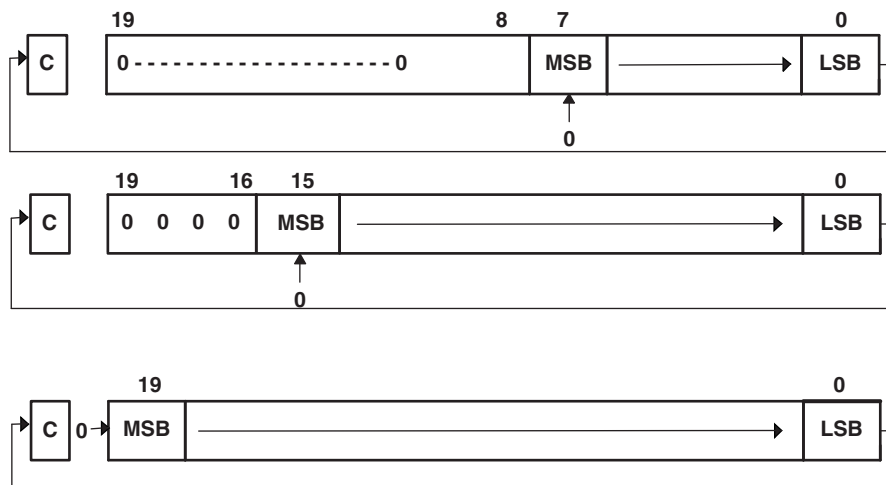 19 8 7 0
C 0--------------------0 MSB LSB
0
19 16 15 0
C 0 0 0 0 MSB LSB
0
19 0
C 0 MSB LSB